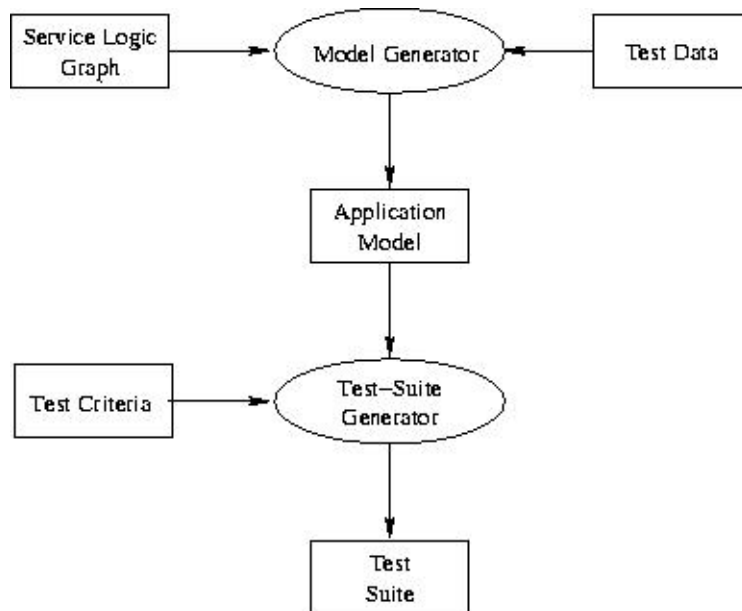 Service Logic
Graph
Model Generator
Test Data
Application
Model
Test Criteria
Test-Suite
Generator
Test
Suite